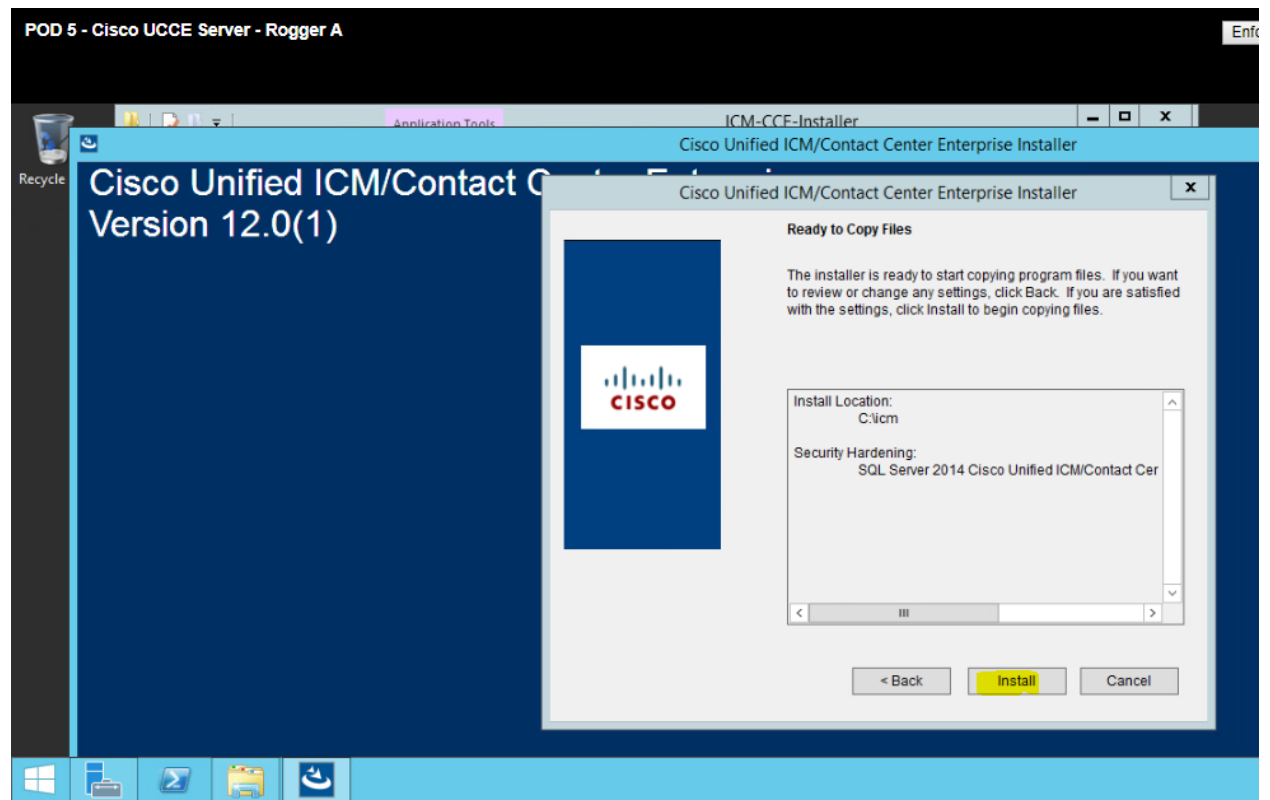 POD 5 - Cisco UCCE Server - Rogger A
Enfo
Application Tools
ICM-CCE-Installer
Cisco Unified ICM/Contact Center Enterprise Installer
Recycle
Cisco Unified ICM/Contact Center Enterprise
Version 12.0(1)
Cisco Unified ICM/Contact Center Enterprise Installer
Ready to Copy Files
The installer is ready to start copying program files. If you want
to review or change any settings, click Back. If you are satisfied
with the settings, click Install to begin copying files.
CISCO
Install Location:
C:\icm
Security Hardening:
SQL Server 2014 Cisco Unified ICM/Contact Cer
< Back
Install
Cancel